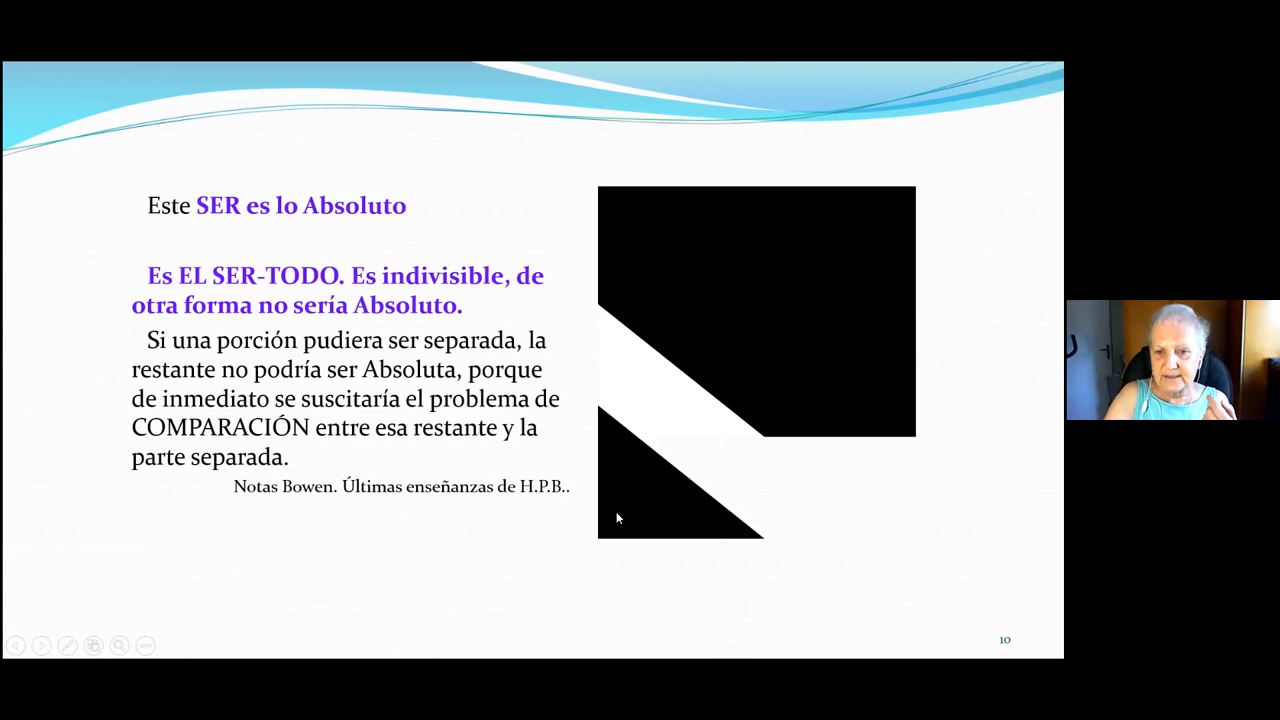 Este SER es lo Absoluto
Es EL SER-TODO. Es indivisible, de
otra forma no sería Absoluto.
Si una porción pudiera ser separada, la
restante no podría ser Absoluta, porque
de inmediato se suscitaría el problema de
COMPARACIÓN entre esa restante y la
parte separada.
Notas Bowen. Últimas enseñanzas de H.P.B..
10